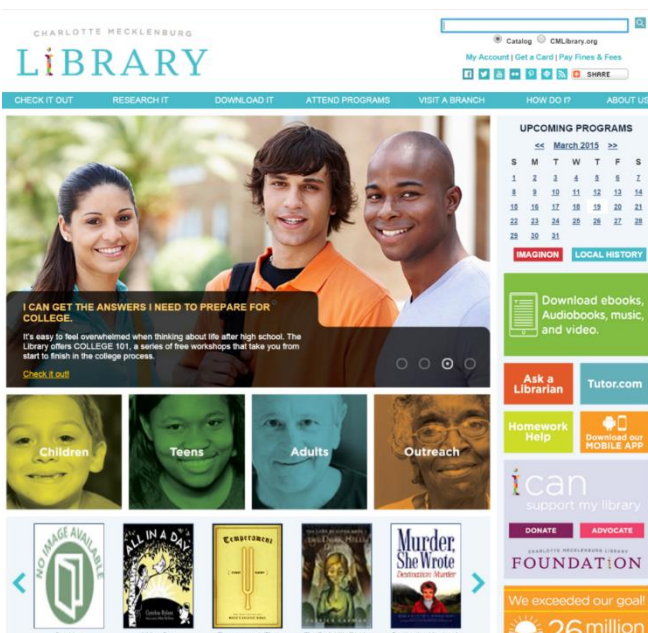 CHARLOTTE MECKLENBURG
LiBRARY
Catalog CMLibrary.org
My Account | Get a Card | Pay Fines & Fees
SHARE
CHECK IT OUT RESEARCH IT DOWNLOAD IT ATTEND PROGRAMS VISIT A BRANCH HOW DO I? ABOUT US
I CAN GET THE ANSWERS I NEED TO PREPARE FOR
COLLEGE.
It's easy to feel overwhelmed when thinking about life after high school. The
Library offers COLLEGE 101, a series of free workshops that take you from
start to finish in the college process.
Check it out!
UPCOMING PROGRAMS
<< March 2015 >>
S M T W T F S
1 2 3 4 5 6 7
8 9 10 11 12 13 14
15 16 17 18 19 20 21
22 23 24 25 26 27 28
29 30 31
IMAGINON LOCAL HISTORY
Download ebooks,
Audiobooks, music,
and video.
Ask a
Librarian
Tutor.com
Homework
Help
Download our
MOBILE APP
Children Teens Adults Outreach
i can
support my library
DONATE ADVOCATE
CHARLOTTE MECKLENBURG LIBRARY
FOUNDATiON
NO IMAGE AVAILABLE
ALL IN A DAY
Temperament
Murder,
She Wrote
Destination Murder
We exceeded our goal!
26 million